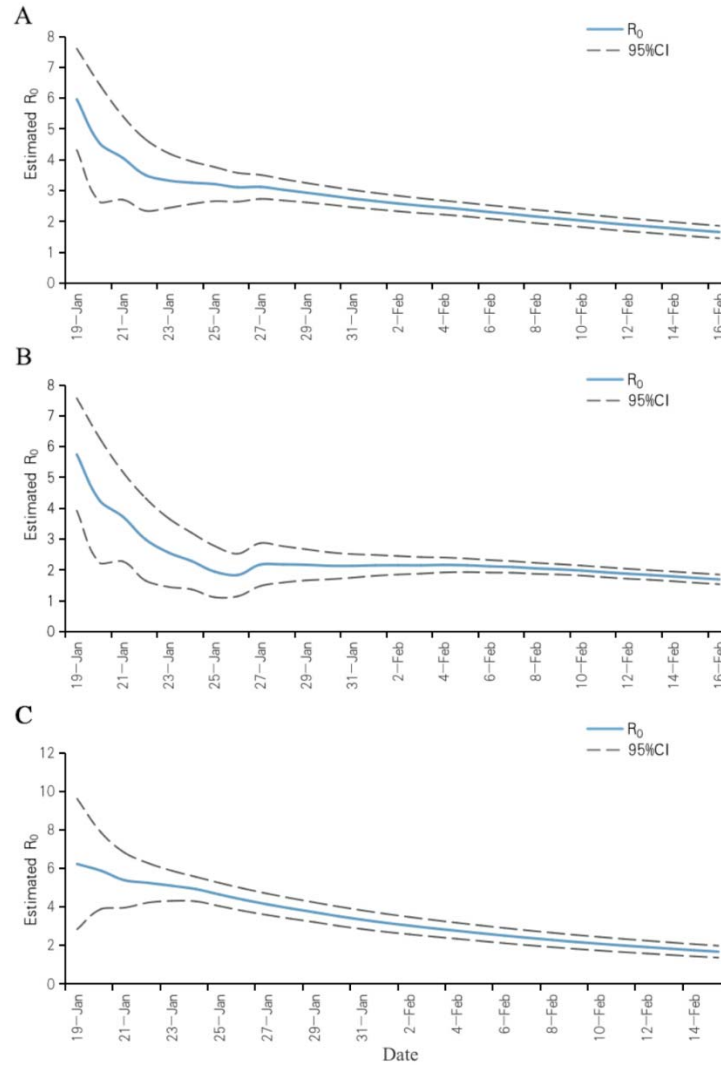 A
R₀
95%CI
Estimated R₀
8
7
6
5
4
3
2
1
0
19—Jan
21—Jan
23—Jan
25—Jan
27—Jan
29—Jan
31—Jan
2—Feb
4—Feb
6—Feb
8—Feb
10—Feb
12—Feb
14—Feb
16—Feb
B
R₀
95%CI
Estimated R₀
8
7
6
5
4
3
2
1
0
19—Jan
21—Jan
23—Jan
25—Jan
27—Jan
29—Jan
31—Jan
2—Feb
4—Feb
6—Feb
8—Feb
10—Feb
12—Feb
14—Feb
16—Feb
C
R₀
95%CI
Estimated R₀
12
10
8
6
4
2
0
19—Jan
21—Jan
23—Jan
25—Jan
27—Jan
29—Jan
31—Jan
2—Feb
4—Feb
6—Feb
8—Feb
10—Feb
12—Feb
14—Feb
Date